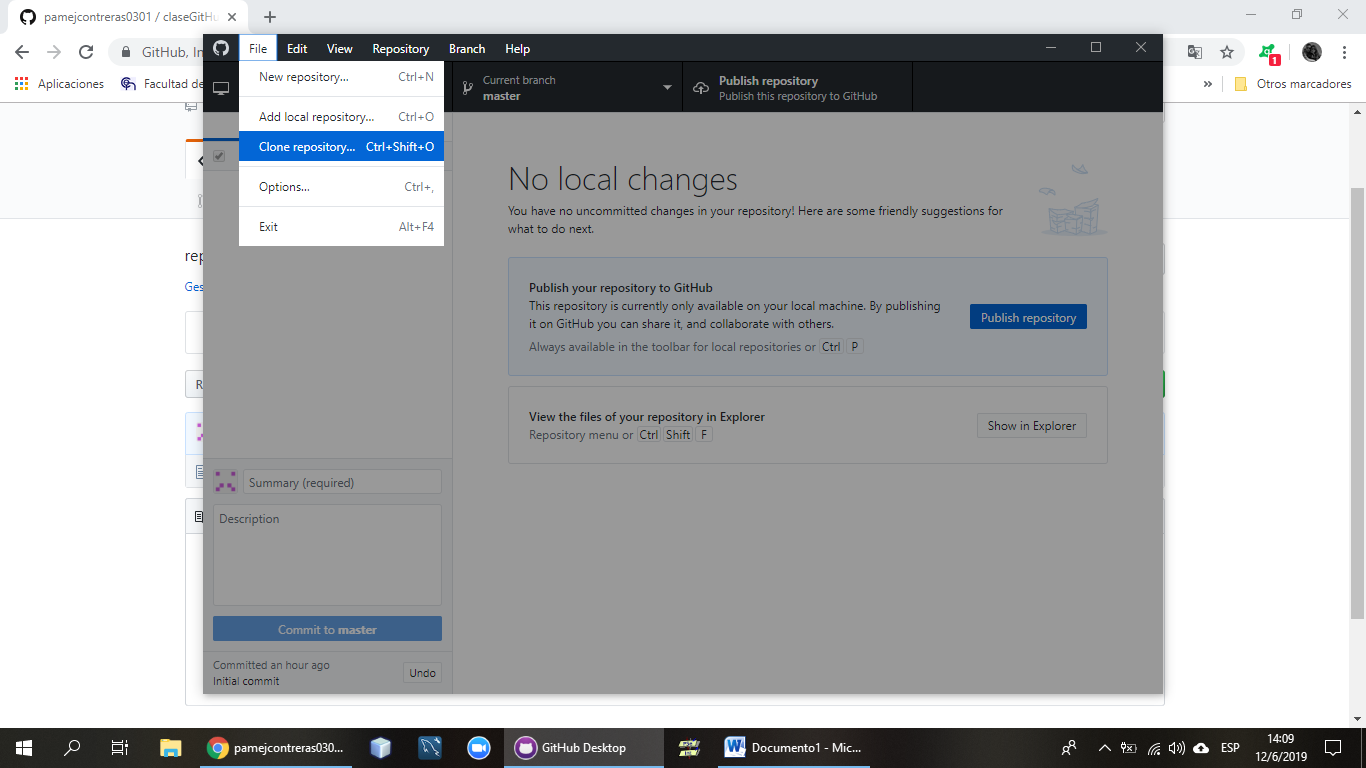 pamejcontreras0301 / claseGitHu
GitHub, In
Aplicaciones
Facultad de
Otros marcadores
1
File Edit View Repository Branch Help
New repository... Ctrl+N
Add local repository... Ctrl+O
Clone repository... Ctrl+Shift+O
Options... Ctrl+,
Exit Alt+F4
Current branch
master
Publish repository
Publish this repository to GitHub
No local changes
You have no uncommitted changes in your repository! Here are some friendly suggestions for
what to do next.
Publish your repository to GitHub
This repository is currently only available on your local machine. By publishing
it on GitHub you can share it, and collaborate with others.
Always available in the toolbar for local repositories or Ctrl P
Publish repository
View the files of your repository in Explorer
Repository menu or Ctrl Shift F
Show in Explorer
rep
Ges
R
Summary (required)
Description
Commit to master
Committed an hour ago
Initial commit
Undo
pamejcontreras030...
GitHub Desktop
Documento1 - Mic...
ESP
14:09
12/6/2019